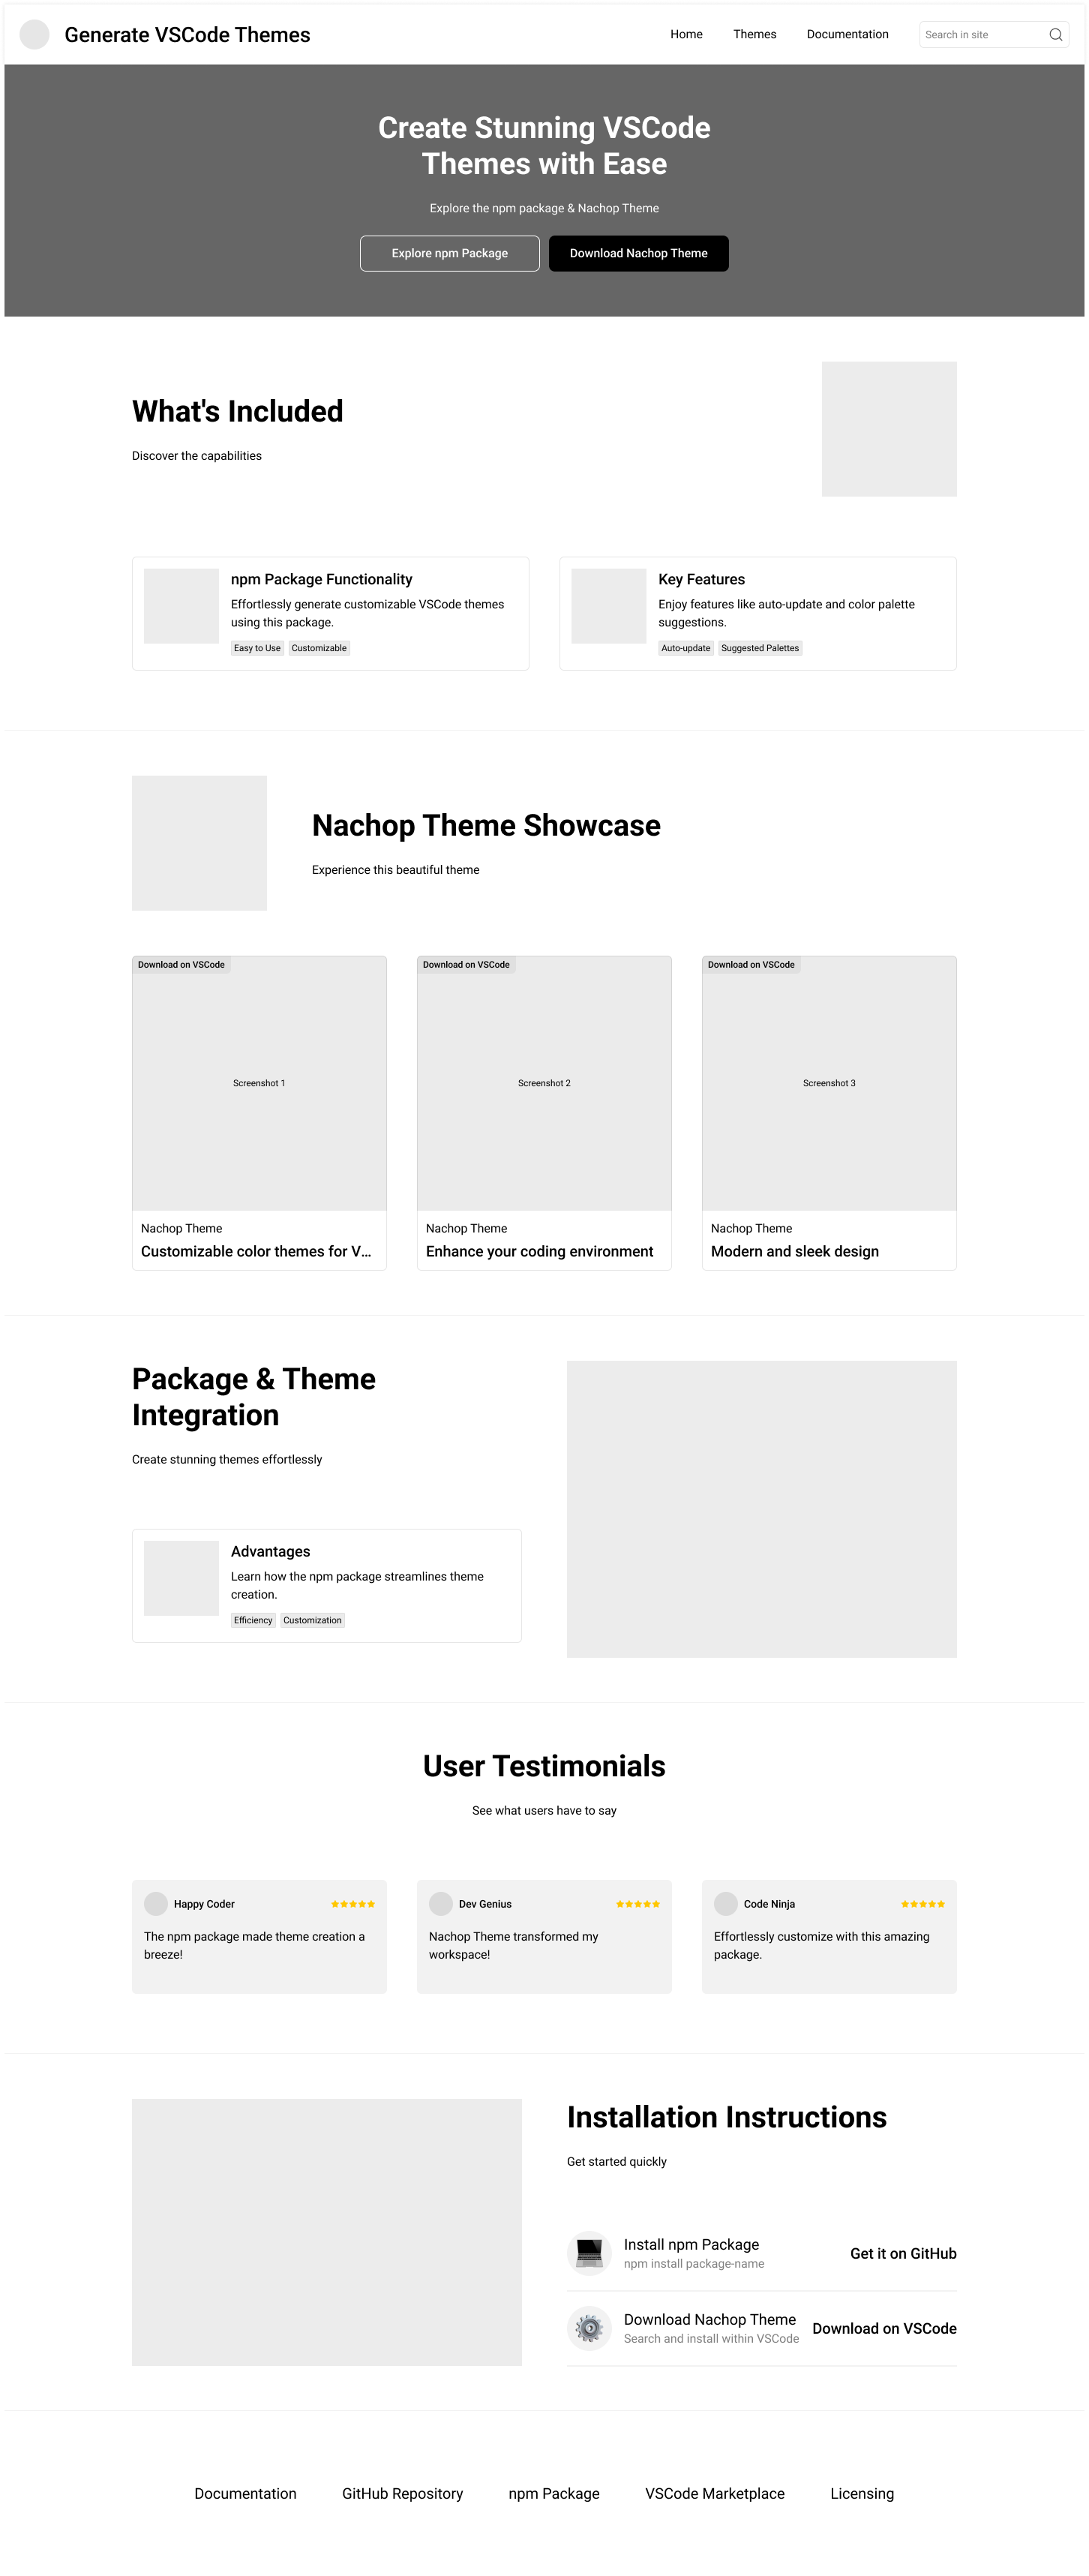 Generate VSCode Themes
Home
Themes
Documentation
Search in site
Create Stunning VSCode
Themes with Ease
Explore the npm package & Nachop Theme
Explore npm Package
Download Nachop Theme
What's Included
Discover the capabilities
npm Package Functionality
Effortlessly generate customizable VSCode themes
using this package.
Easy to Use
Customizable
Key Features
Enjoy features like auto-update and color palette
suggestions.
Auto-update
Suggested Palettes
Nachop Theme Showcase
Experience this beautiful theme
Download on VSCode
Screenshot 1
Nachop Theme
Customizable color themes for V...
Download on VSCode
Screenshot 2
Nachop Theme
Enhance your coding environment
Download on VSCode
Screenshot 3
Nachop Theme
Modern and sleek design
Package & Theme
Integration
Create stunning themes effortlessly
Advantages
Learn how the npm package streamlines theme
creation.
Efficiency
Customization
User Testimonials
See what users have to say
Happy Coder
The npm package made theme creation a
breeze!
Dev Genius
Nachop Theme transformed my
workspace!
Code Ninja
Effortlessly customize with this amazing
package.
Installation Instructions
Get started quickly
Install npm Package
npm install package-name
Get it on GitHub
Download Nachop Theme
Search and install within VSCode
Download on VSCode
Documentation
GitHub Repository
npm Package
VSCode Marketplace
Licensing